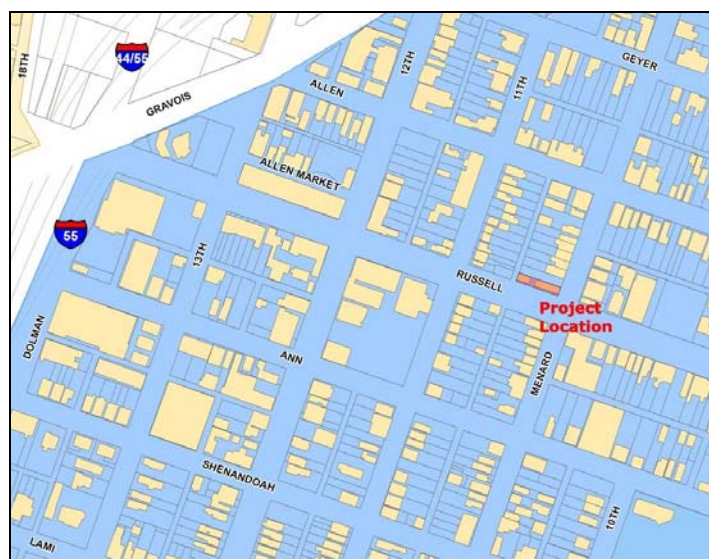 18TH
44/55
GRAVOIS
ALLEN
12TH
11TH
GEYER
ALLEN MARKET
55
13TH
RUSSELL
Project
Location
DOLMAN
ANN
MENARD
SHENANDOAH
10TH
LAMI